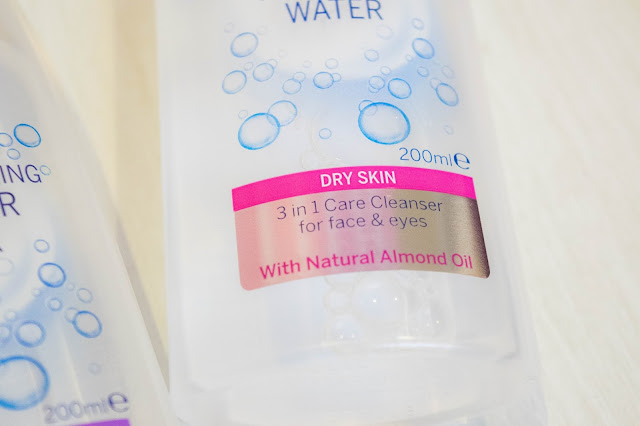 WATER
200ml℮
DRY SKIN
3 in 1 Care Cleanser
for face & eyes
With Natural Almond Oil
ING
R
200ml℮